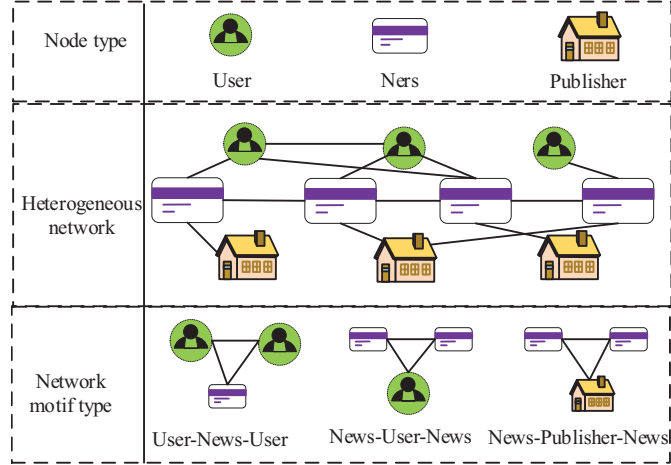 Node type
User
Ners
Publisher
Heterogeneous
network
Network
motif type
User-News-User
News-User-News
News-Publisher-News